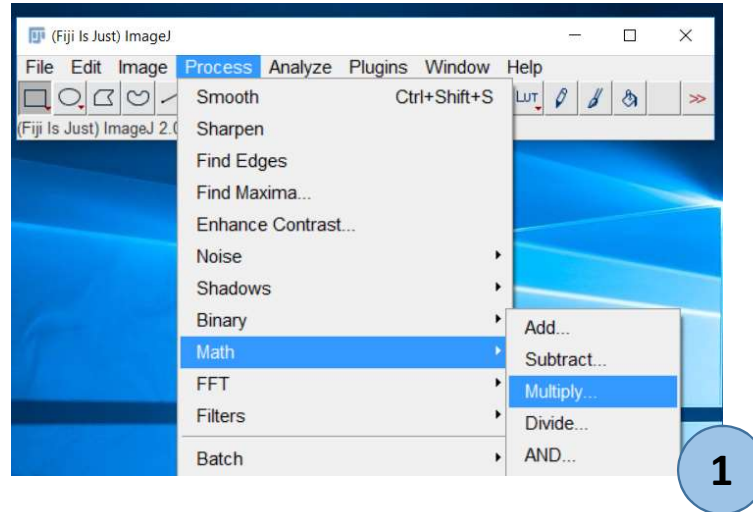 (Fiji Is Just) ImageJ
File Edit Image Process Analyze Plugins Window Help
LUT >>
(Fiji Is Just) ImageJ 2.0
Smooth Ctrl+Shift+S
Sharpen
Find Edges
Find Maxima...
Enhance Contrast...
Noise
Shadows
Binary
Math
FFT
Filters
Batch
Add...
Subtract...
Multiply...
Divide...
AND...
1